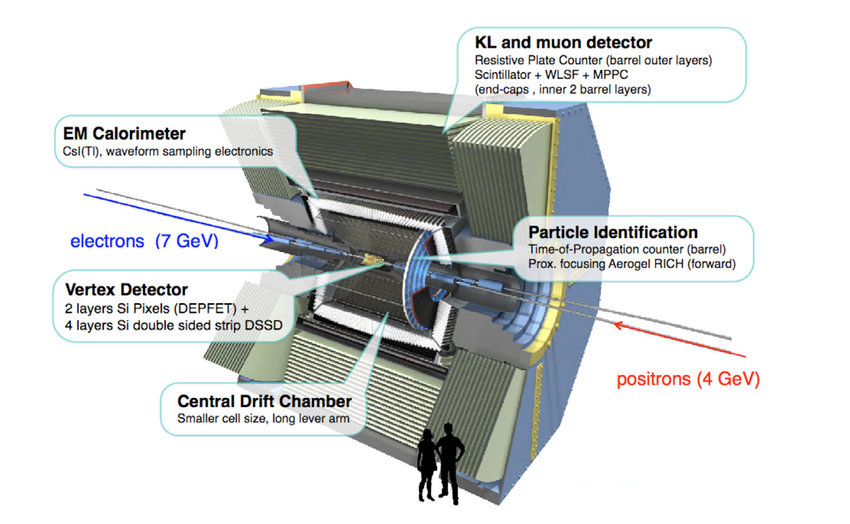 KL and muon detector
Resistive Plate Counter (barrel outer layers)
Scintillator + WLSF + MPPC
(end-caps , inner 2 barrel layers)
EM Calorimeter
CsI(Tl), waveform sampling electronics
electrons (7 GeV)
Particle Identification
Time-of-Propagation counter (barrel)
Prox. focusing Aerogel RICH (forward)
Vertex Detector
2 layers Si Pixels (DEPFET) +
4 layers Si double sided strip DSSD
positrons (4 GeV)
Central Drift Chamber
Smaller cell size, long lever arm